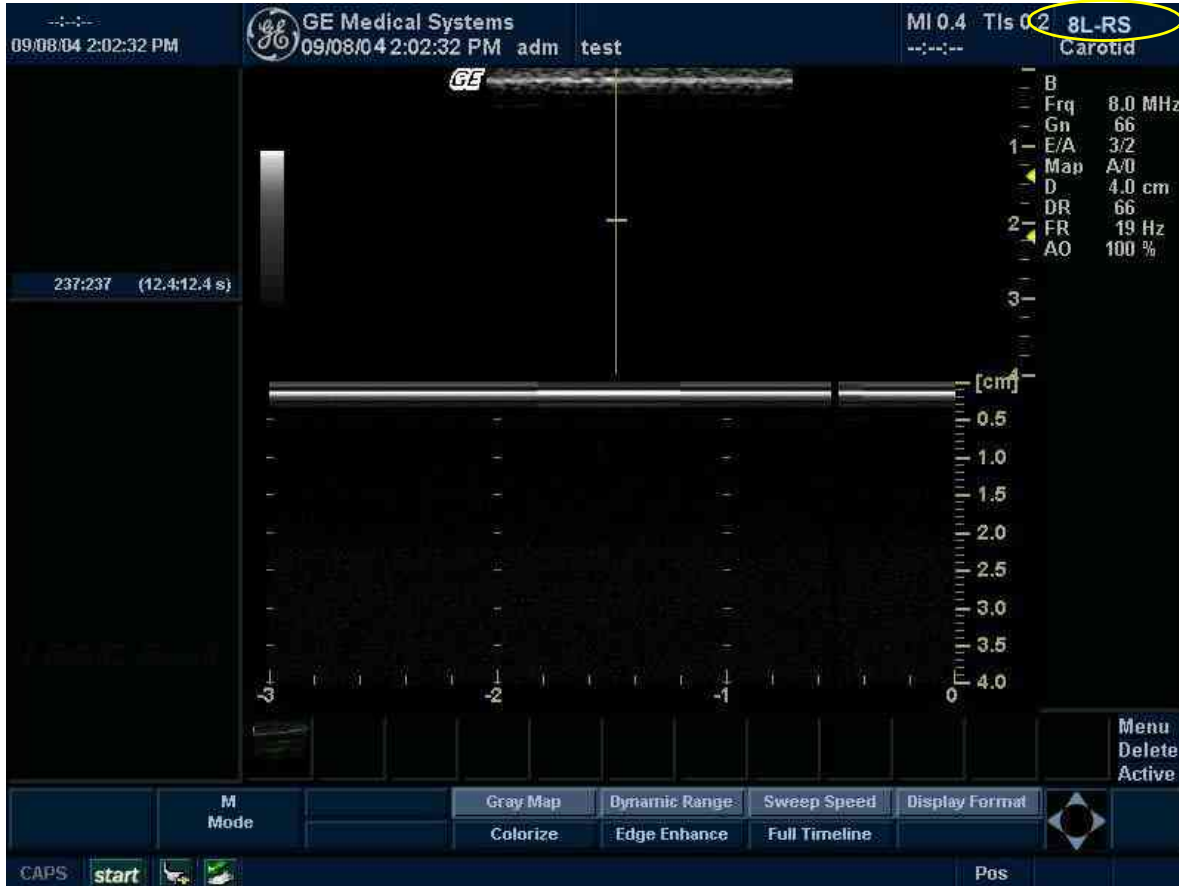 --:--:--
09/08/04 2:02:32 PM
GE Medical Systems
09/08/04 2:02:32 PM adm test
MI 0.4 TIs 0.2 8L-RS
--:--:-- Carotid
GE
B
Frq 8.0 MHz
Gn 66
E/A 3/2
Map A/0
D 4.0 cm
DR 66
FR 19 Hz
AO 100 %
1
2
3
4
237:237 (12.4:12.4 s)
[cm]
0.5
1.0
1.5
2.0
2.5
3.0
3.5
4.0
-3 -2 -1 0
Menu
Delete
Active
M
Mode
Gray Map Dynamic Range Sweep Speed Display Format
Colorize Edge Enhance Full Timeline
CAPS start Pos